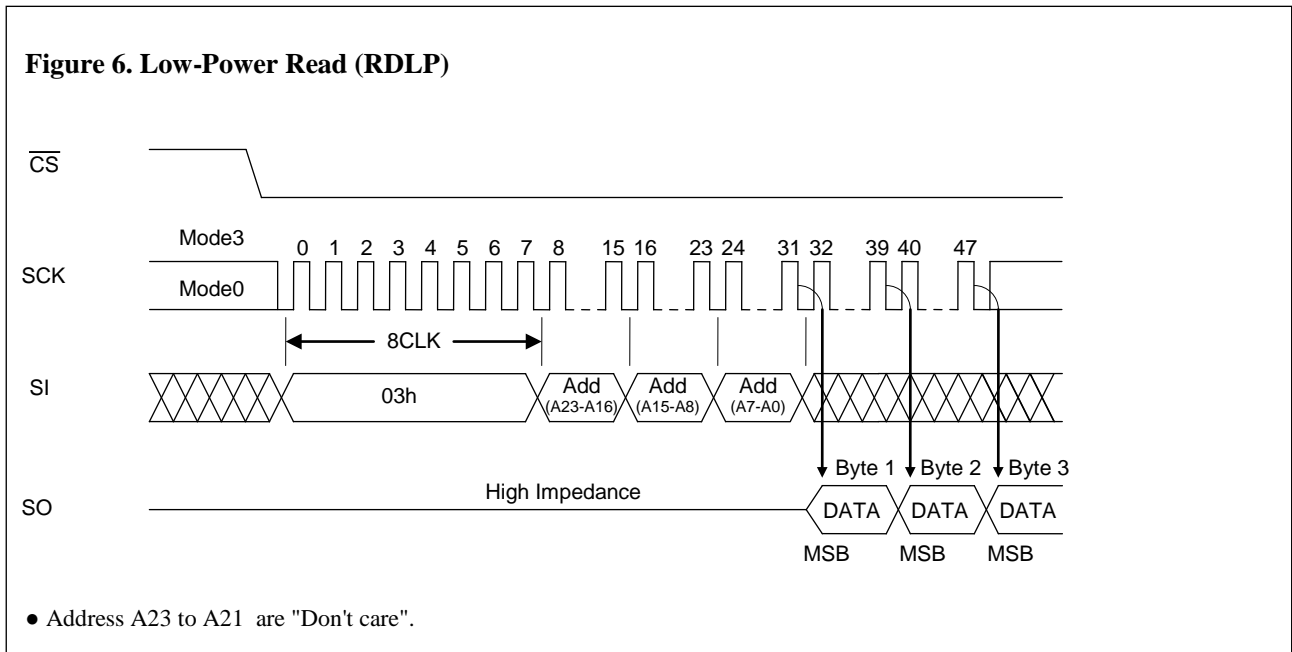 Figure 6. Low-Power Read (RDLP)
CS
Mode3
0 1 2 3 4 5 6 7 8 15 16 23 24 31 32 39 40 47
SCK
Mode0
8CLK
SI
03h
Add
(A23-A16)
Add
(A15-A8)
Add
(A7-A0)
Byte 1 Byte 2 Byte 3
High Impedance
SO
DATA DATA DATA
MSB MSB MSB
● Address A23 to A21 are "Don't care".